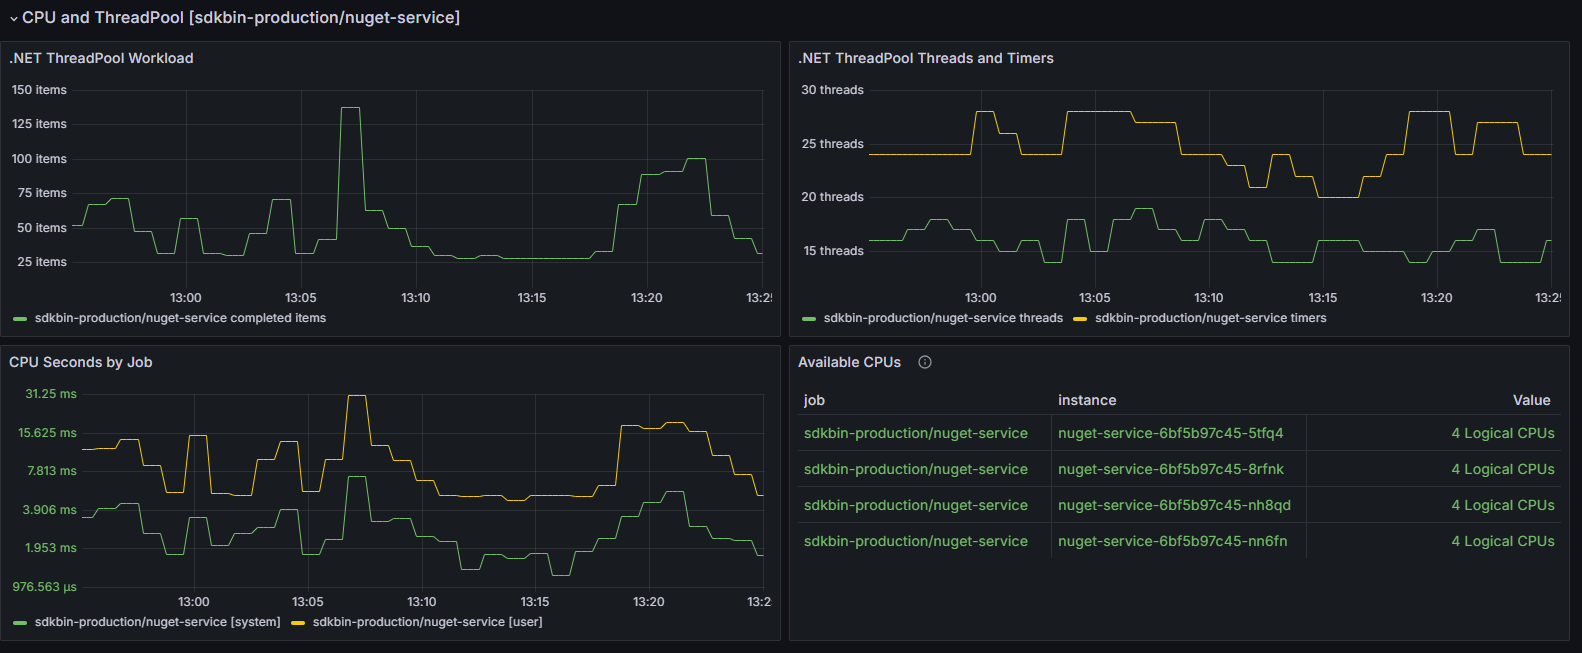 CPU and ThreadPool [sdkbin-production/nuget-service]
.NET ThreadPool Workload
150 items
125 items
100 items
75 items
50 items
25 items
13:00 13:05 13:10 13:15 13:20 13:25
sdkbin-production/nuget-service completed items
.NET ThreadPool Threads and Timers
30 threads
25 threads
20 threads
15 threads
13:00 13:05 13:10 13:15 13:20 13:2
sdkbin-production/nuget-service threads sdkbin-production/nuget-service timers
CPU Seconds by Job
31.25 ms
15.625 ms
7.813 ms
3.906 ms
1.953 ms
976.563 µs
13:00 13:05 13:10 13:15 13:20 13:2
sdkbin-production/nuget-service [system] sdkbin-production/nuget-service [user]
Available CPUs
job instance Value
sdkbin-production/nuget-service nuget-service-6bf5b97c45-5tfq4 4 Logical CPUs
sdkbin-production/nuget-service nuget-service-6bf5b97c45-8rfnk 4 Logical CPUs
sdkbin-production/nuget-service nuget-service-6bf5b97c45-nh8qd 4 Logical CPUs
sdkbin-production/nuget-service nuget-service-6bf5b97c45-nn6fn 4 Logical CPUs